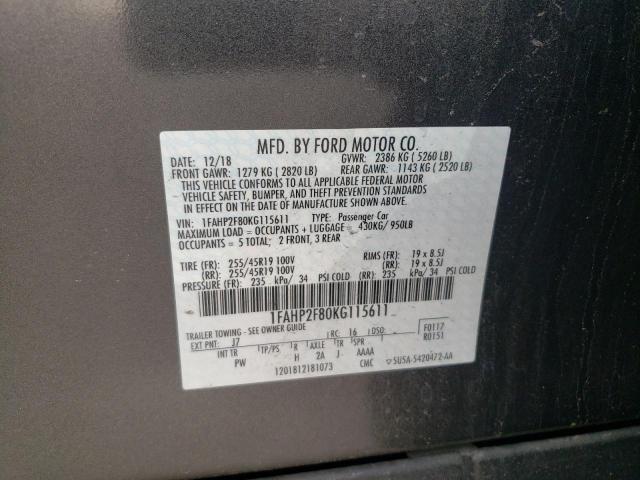 MFD. BY FORD MOTOR CO.
DATE: 12/18 GVWR: 2386 KG ( 5260 LB)
FRONT GAWR: 1279 KG ( 2820 LB) REAR GAWR: 1143 KG ( 2520 LB)
THIS VEHICLE CONFORMS TO ALL APPLICABLE FEDERAL MOTOR
VEHICLE SAFETY, BUMPER, AND THEFT PREVENTION STANDARDS
IN EFFECT ON THE DATE OF MANUFACTURE SHOWN ABOVE.
VIN: 1FAHP2F80KG115611 TYPE: Passenger Car
MAXIMUM LOAD = OCCUPANTS + LUGGAGE = 430KG/ 950LB
OCCUPANTS = 5 TOTAL; 2 FRONT, 3 REAR
TIRE (FR): 255/45R19 100V RIMS (FR): 19 x 8.5J
(RR): 255/45R19 100V (RR): 19 x 8.5J
PRESSURE (FR): 235 kPa/ 34 PSI COLD (RR): 235 kPa/ 34 PSI COLD
1FAHP2F80KG115611
TRAILER TOWING - SEE OWNER GUIDE
EXT PNT: J7 RC: 16 DSO: F0117
R0151
INT TR TP/PS R AXLE TR SPR
PW H 2A J AAAA
1201812181073 CMC 5U5A-5420472-AA